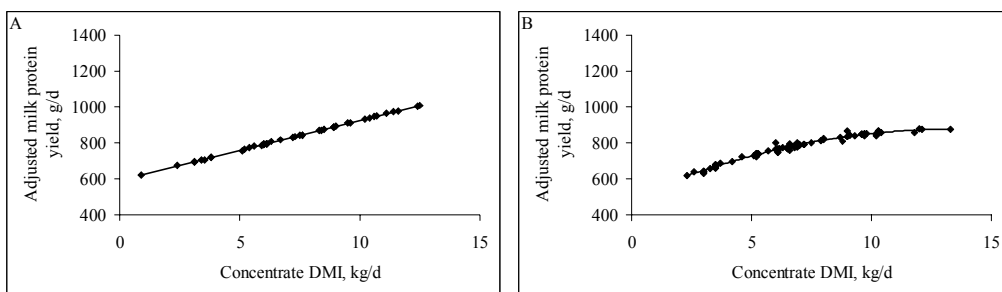 A
Adjusted milk protein
yield, g/d
1400
1200
1000
800
600
400
0
5
10
15
Concentrate DMI, kg/d
B
Adjusted milk protein
yield, g/d
1400
1200
1000
800
600
400
0
5
10
15
Concentrate DMI, kg/d